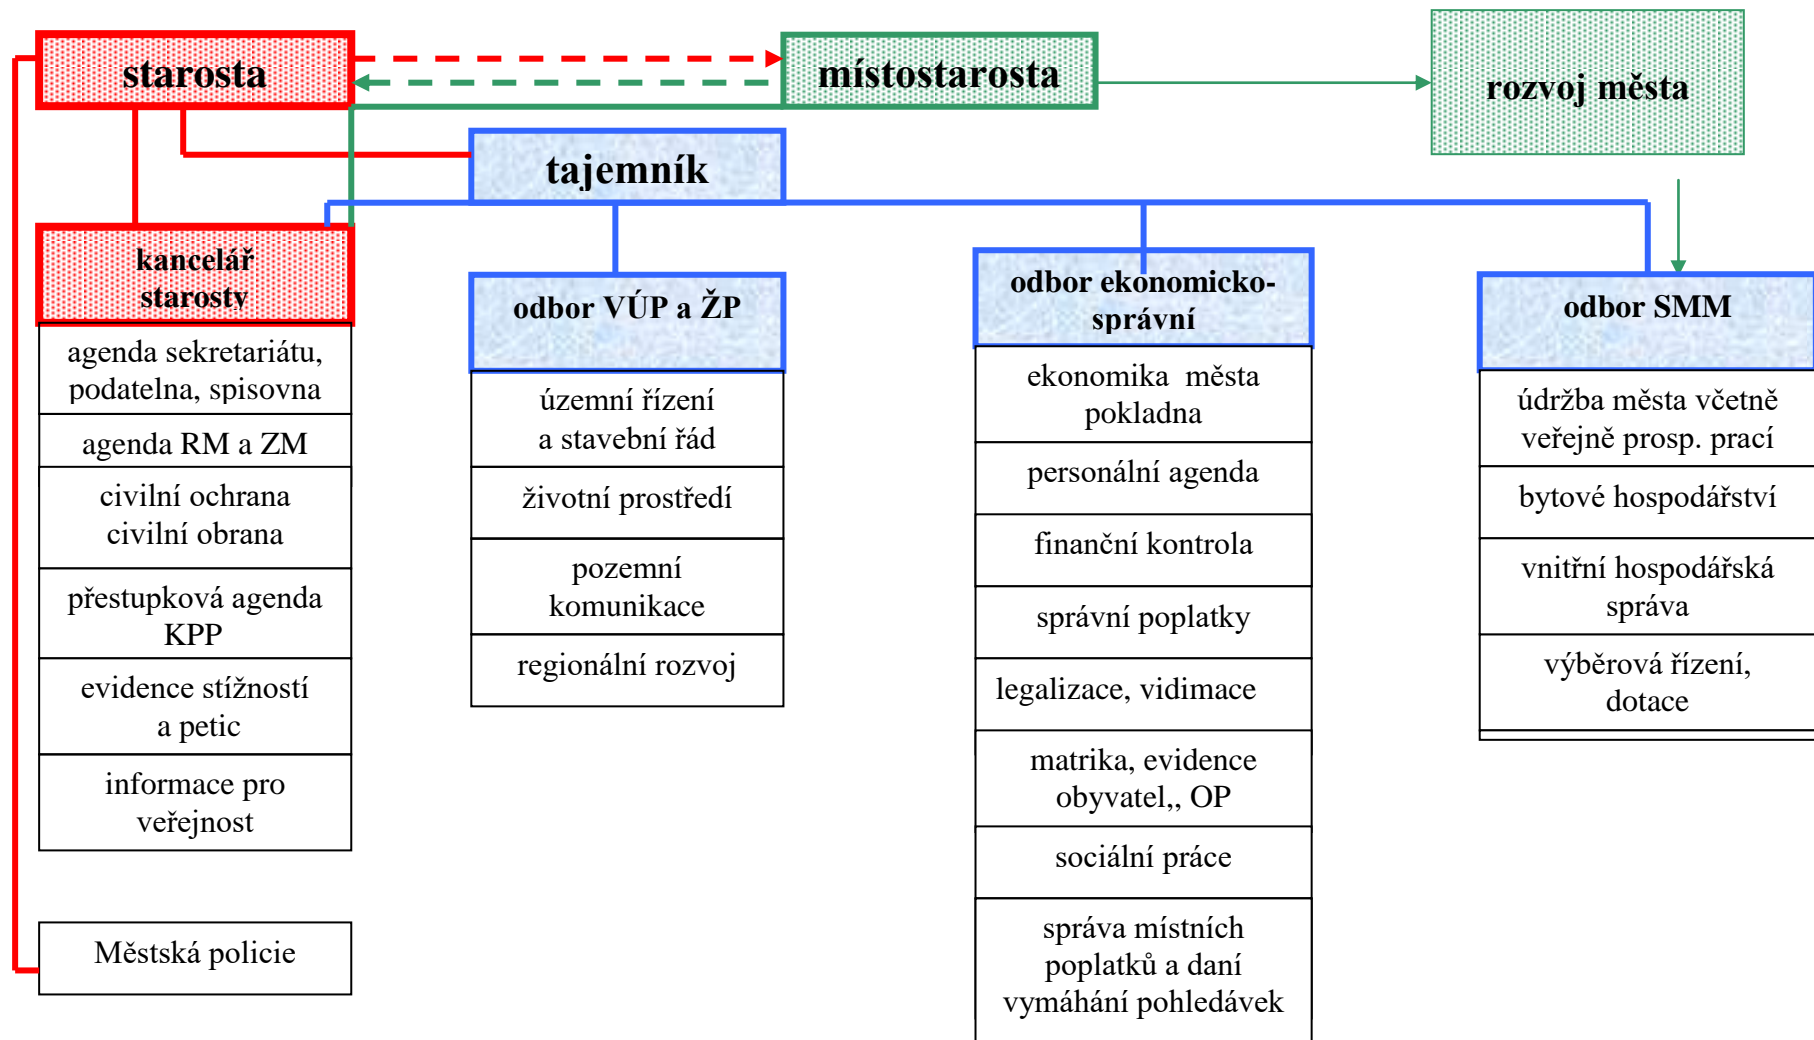 starosta
místostarosta
rozvoj města
tajemník
kancelář
starosty
agenda sekretariátu,
podatelna, spisovna
agenda RM a ZM
civilní ochrana
civilní obrana
přestupková agenda
KPP
evidence stížností
a petic
informace pro
veřejnost
Městská policie
odbor VÚP a ŽP
územní řízení
a stavební řád
životní prostředí
pozemní
komunikace
regionální rozvoj
odbor ekonomicko-
správní
ekonomika města
pokladna
personální agenda
finanční kontrola
správní poplatky
legalizace, vidimace
matrika, evidence
obyvatel,, OP
sociální práce
správa místních
poplatků a daní
vymáhání pohledávek
odbor SMM
údržba města včetně
veřejně prosp. prací
bytové hospodářství
vnitřní hospodářská
správa
výběrová řízení,
dotace